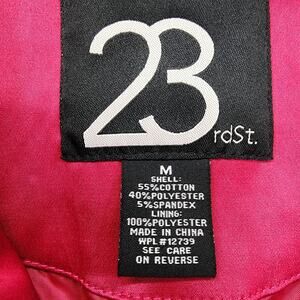 23
rdSt.
M
SHELL:
55%COTTON
40%POLYESTER
5%SPANDEX
LINING:
100%POLYESTER
MADE IN CHINA
WPL#12739
SEE CARE
ON REVERSE